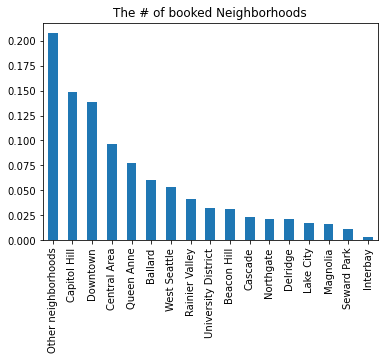 The # of booked Neighborhoods
0.200
0.175
0.150
0.125
0.100
0.075
0.050
0.025
0.000
Other neighborhoods
Capitol Hill
Downtown
Central Area
Queen Anne
Ballard
West Seattle
Rainier Valley
University District
Beacon Hill
Cascade
Northgate
Delridge
Lake City
Magnolia
Seward Park
Interbay